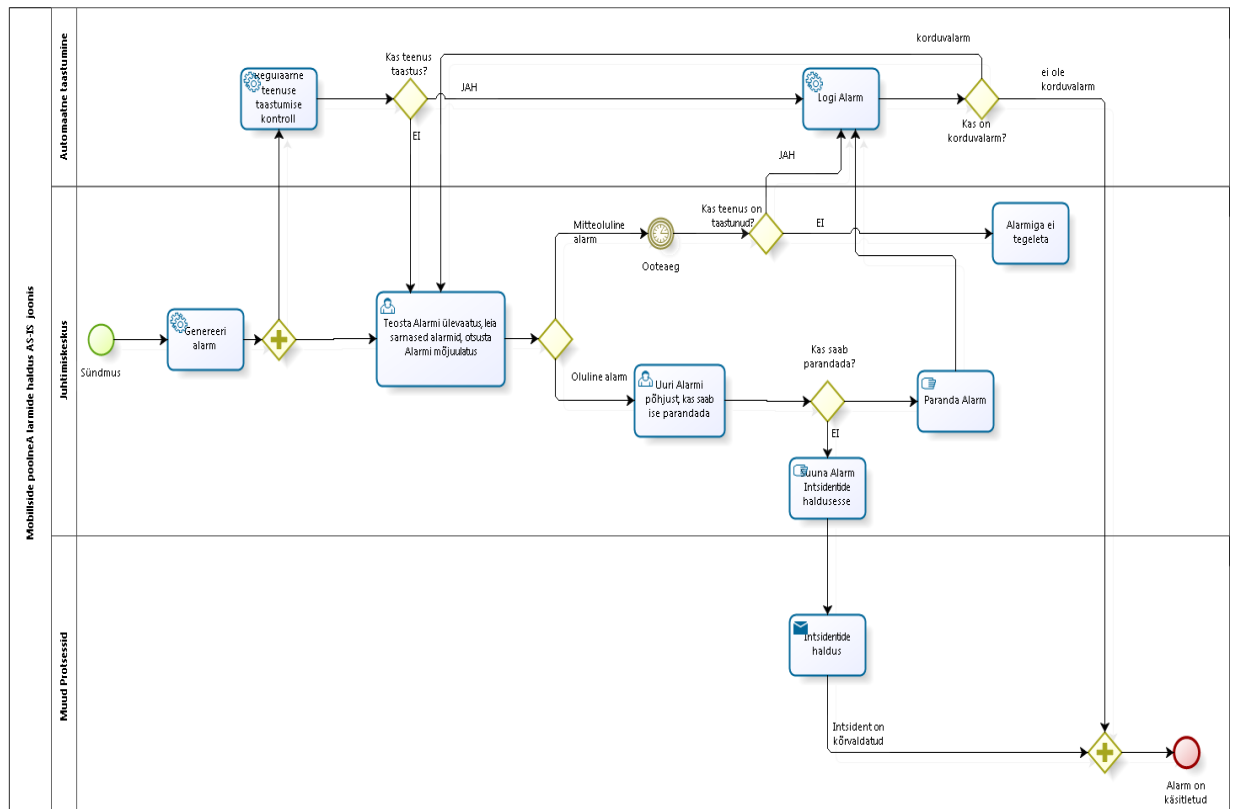 Mobiilside poolneA larmide haldus AS-IS joonis
Automaatne taastumine
Juhtimiskeskus
Muud Protsessid
korduvalarm
Kas teenus
taastus?
Regulaarne
teenuse
taastumise
kontroll
JAH
EI
Logi Alarm
ei ole
korduvalarm
Kas on
korduvalarm?
JAH
Kas teenus on
taastunud?
Mitteoluline
alarm
EI
Alarmiga ei
tegeleta
Ooteaeg
Genereeri
alarm
Sündmus
Teosta Alarmi ülevaatus, leia
sarnased alarmid, otsusta
Alarmi mõjuulatus
Oluline alarm
Kas saab
parandada?
Uuri Alarmi
põhjust, kas saab
ise parandada
Paranda Alarm
EI
Suuna Alarm
Intsidentide
haldusesse
Intsidentide
haldus
Intsident on
kõrvaldatud
Alarm on
käsitletud